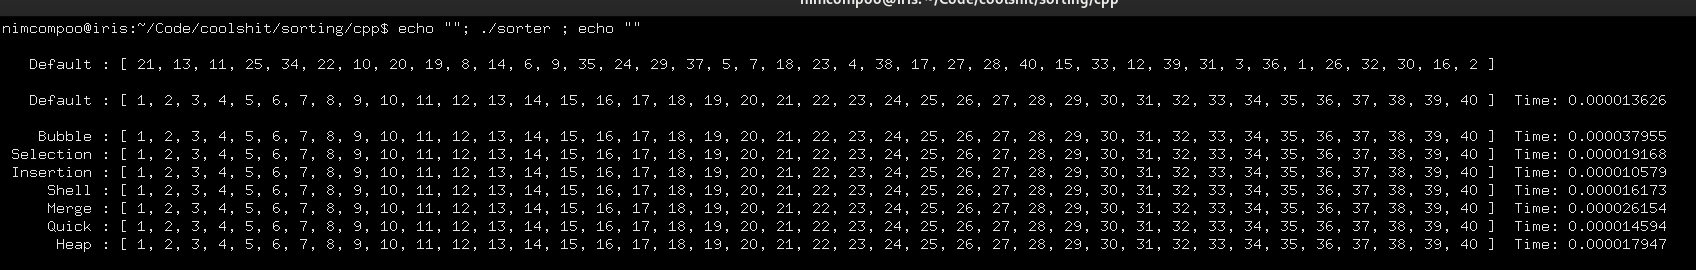 nimcompoo@iris:~/Code/coolshit/sorting/cpp
nimcompoo@iris:~/Code/coolshit/sorting/cpp$ echo ""; ./sorter ; echo ""
Default : [ 21, 13, 11, 25, 34, 22, 10, 20, 19, 8, 14, 6, 9, 35, 24, 29, 37, 5, 7, 18, 23, 4, 38, 17, 27, 28, 40, 15, 33, 12, 39, 31, 3, 36, 1, 26, 32, 30, 16, 2 ]
Default : [ 1, 2, 3, 4, 5, 6, 7, 8, 9, 10, 11, 12, 13, 14, 15, 16, 17, 18, 19, 20, 21, 22, 23, 24, 25, 26, 27, 28, 29, 30, 31, 32, 33, 34, 35, 36, 37, 38, 39, 40 ]  Time: 0.000013626
Bubble : [ 1, 2, 3, 4, 5, 6, 7, 8, 9, 10, 11, 12, 13, 14, 15, 16, 17, 18, 19, 20, 21, 22, 23, 24, 25, 26, 27, 28, 29, 30, 31, 32, 33, 34, 35, 36, 37, 38, 39, 40 ]  Time: 0.000037955
Selection : [ 1, 2, 3, 4, 5, 6, 7, 8, 9, 10, 11, 12, 13, 14, 15, 16, 17, 18, 19, 20, 21, 22, 23, 24, 25, 26, 27, 28, 29, 30, 31, 32, 33, 34, 35, 36, 37, 38, 39, 40 ]  Time: 0.000019168
Insertion : [ 1, 2, 3, 4, 5, 6, 7, 8, 9, 10, 11, 12, 13, 14, 15, 16, 17, 18, 19, 20, 21, 22, 23, 24, 25, 26, 27, 28, 29, 30, 31, 32, 33, 34, 35, 36, 37, 38, 39, 40 ]  Time: 0.000010579
Shell : [ 1, 2, 3, 4, 5, 6, 7, 8, 9, 10, 11, 12, 13, 14, 15, 16, 17, 18, 19, 20, 21, 22, 23, 24, 25, 26, 27, 28, 29, 30, 31, 32, 33, 34, 35, 36, 37, 38, 39, 40 ]  Time: 0.000016173
Merge : [ 1, 2, 3, 4, 5, 6, 7, 8, 9, 10, 11, 12, 13, 14, 15, 16, 17, 18, 19, 20, 21, 22, 23, 24, 25, 26, 27, 28, 29, 30, 31, 32, 33, 34, 35, 36, 37, 38, 39, 40 ]  Time: 0.000026154
Quick : [ 1, 2, 3, 4, 5, 6, 7, 8, 9, 10, 11, 12, 13, 14, 15, 16, 17, 18, 19, 20, 21, 22, 23, 24, 25, 26, 27, 28, 29, 30, 31, 32, 33, 34, 35, 36, 37, 38, 39, 40 ]  Time: 0.000014594
Heap : [ 1, 2, 3, 4, 5, 6, 7, 8, 9, 10, 11, 12, 13, 14, 15, 16, 17, 18, 19, 20, 21, 22, 23, 24, 25, 26, 27, 28, 29, 30, 31, 32, 33, 34, 35, 36, 37, 38, 39, 40 ]  Time: 0.000017947